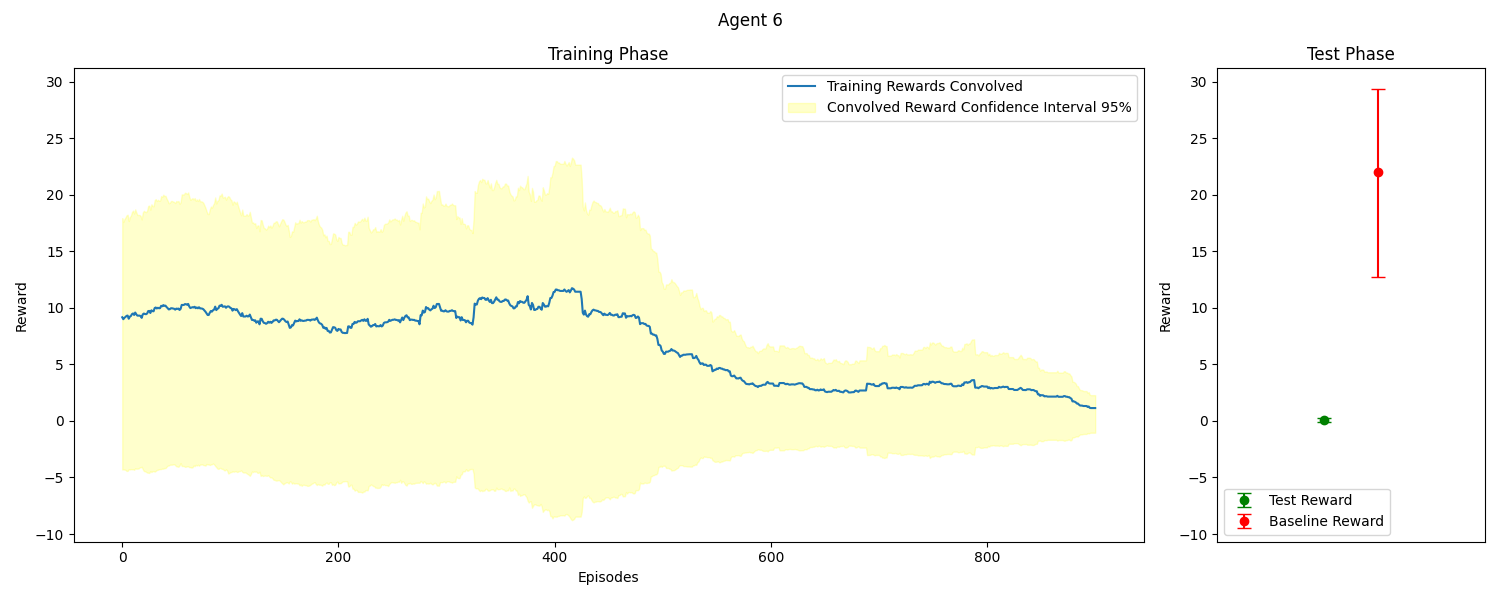 Agent 6
Training Phase
Reward
30
25
20
15
10
5
0
−5
−10
0
200
400
600
800
Episodes
Training Rewards Convolved
Convolved Reward Confidence Interval 95%
Test Phase
Reward
30
25
20
15
10
5
0
−5
−10
Test Reward
Baseline Reward